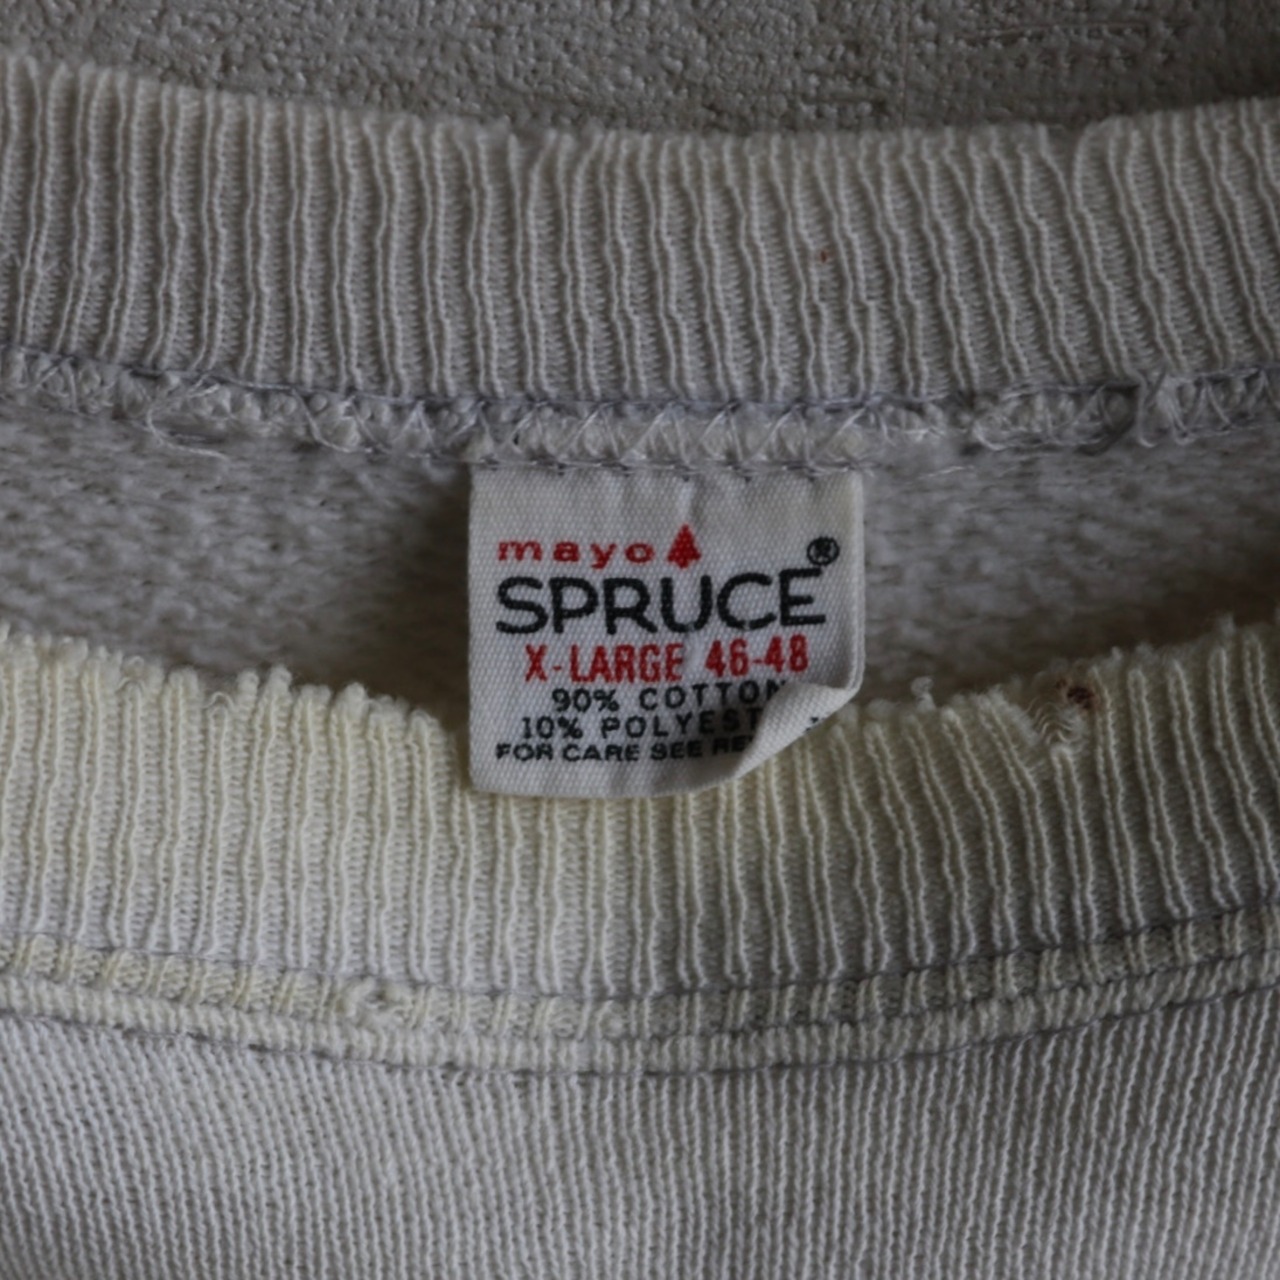 mayo
SPRUCE®
X-LARGE 46-48
90% COTTON
10% POLYEST
FOR CARE SEE RE